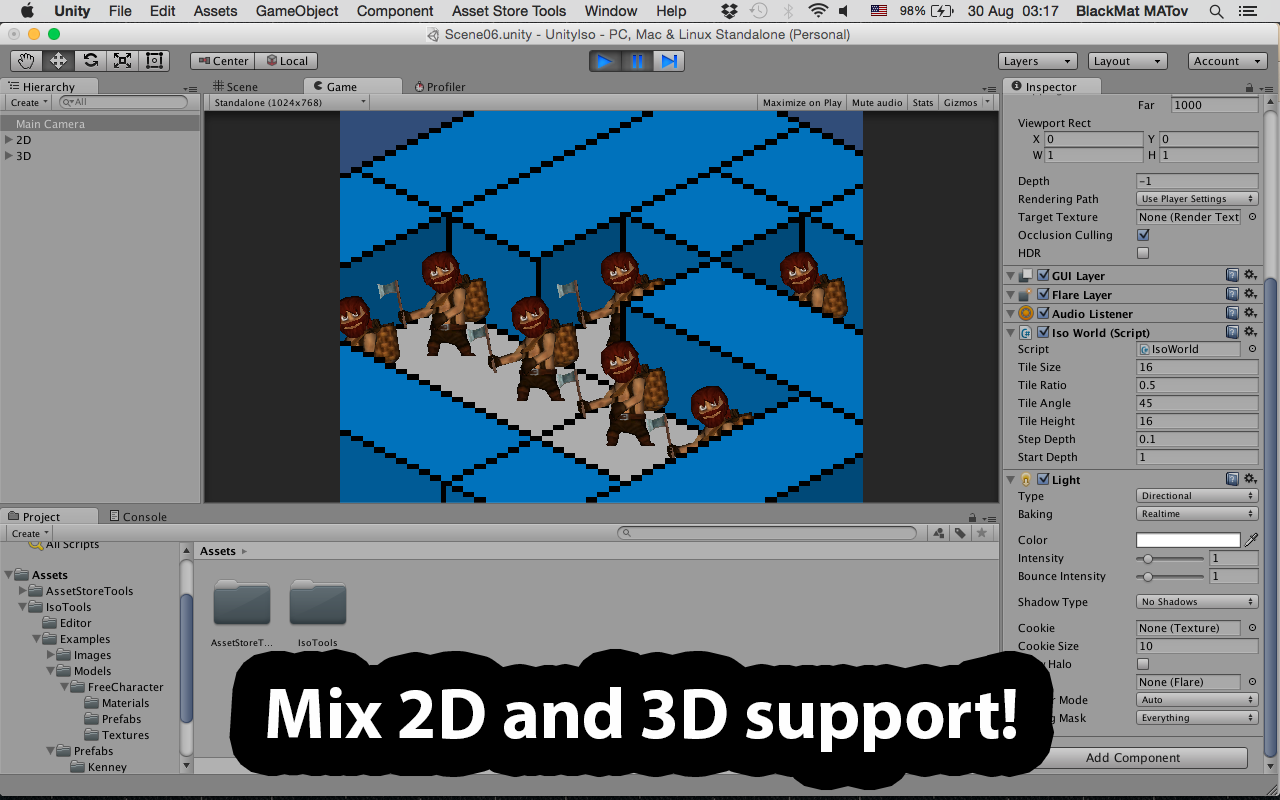 Unity File Edit Assets GameObject Component Asset Store Tools Window Help 98% 30 Aug 03:17 BlackMat MATov
Scene06.unity - UnityIso - PC, Mac & Linux Standalone (Personal)
Center Local Layers Layout Account
Hierarchy
Create All
Main Camera
2D
3D
Scene Game Profiler
Standalone (1024x768) Maximize on Play Mute audio Stats Gizmos
Inspector
Far 1000
Viewport Rect
X 0 Y 0
W 1 H 1
Depth -1
Rendering Path Use Player Settings
Target Texture None (Render Text
Occlusion Culling
HDR
GUI Layer
Flare Layer
Audio Listener
Iso World (Script)
Script IsoWorld
Tile Size 16
Tile Ratio 0.5
Tile Angle 45
Tile Height 16
Step Depth 0.1
Start Depth 1
Light
Type Directional
Baking Realtime
Color
Intensity 1
Bounce Intensity 1
Shadow Type No Shadows
Cookie None (Texture)
Cookie Size 10
Halo
None (Flare)
Mode Auto
Mask Everything
Add Component
Project Console
Create
All Scripts
Assets
AssetStoreTools
IsoTools
Editor
Examples
Images
Models
FreeCharacter
Materials
Prefabs
Textures
Prefabs
Kenney
Assets
AssetStoreT... IsoTools
Mix 2D and 3D support!